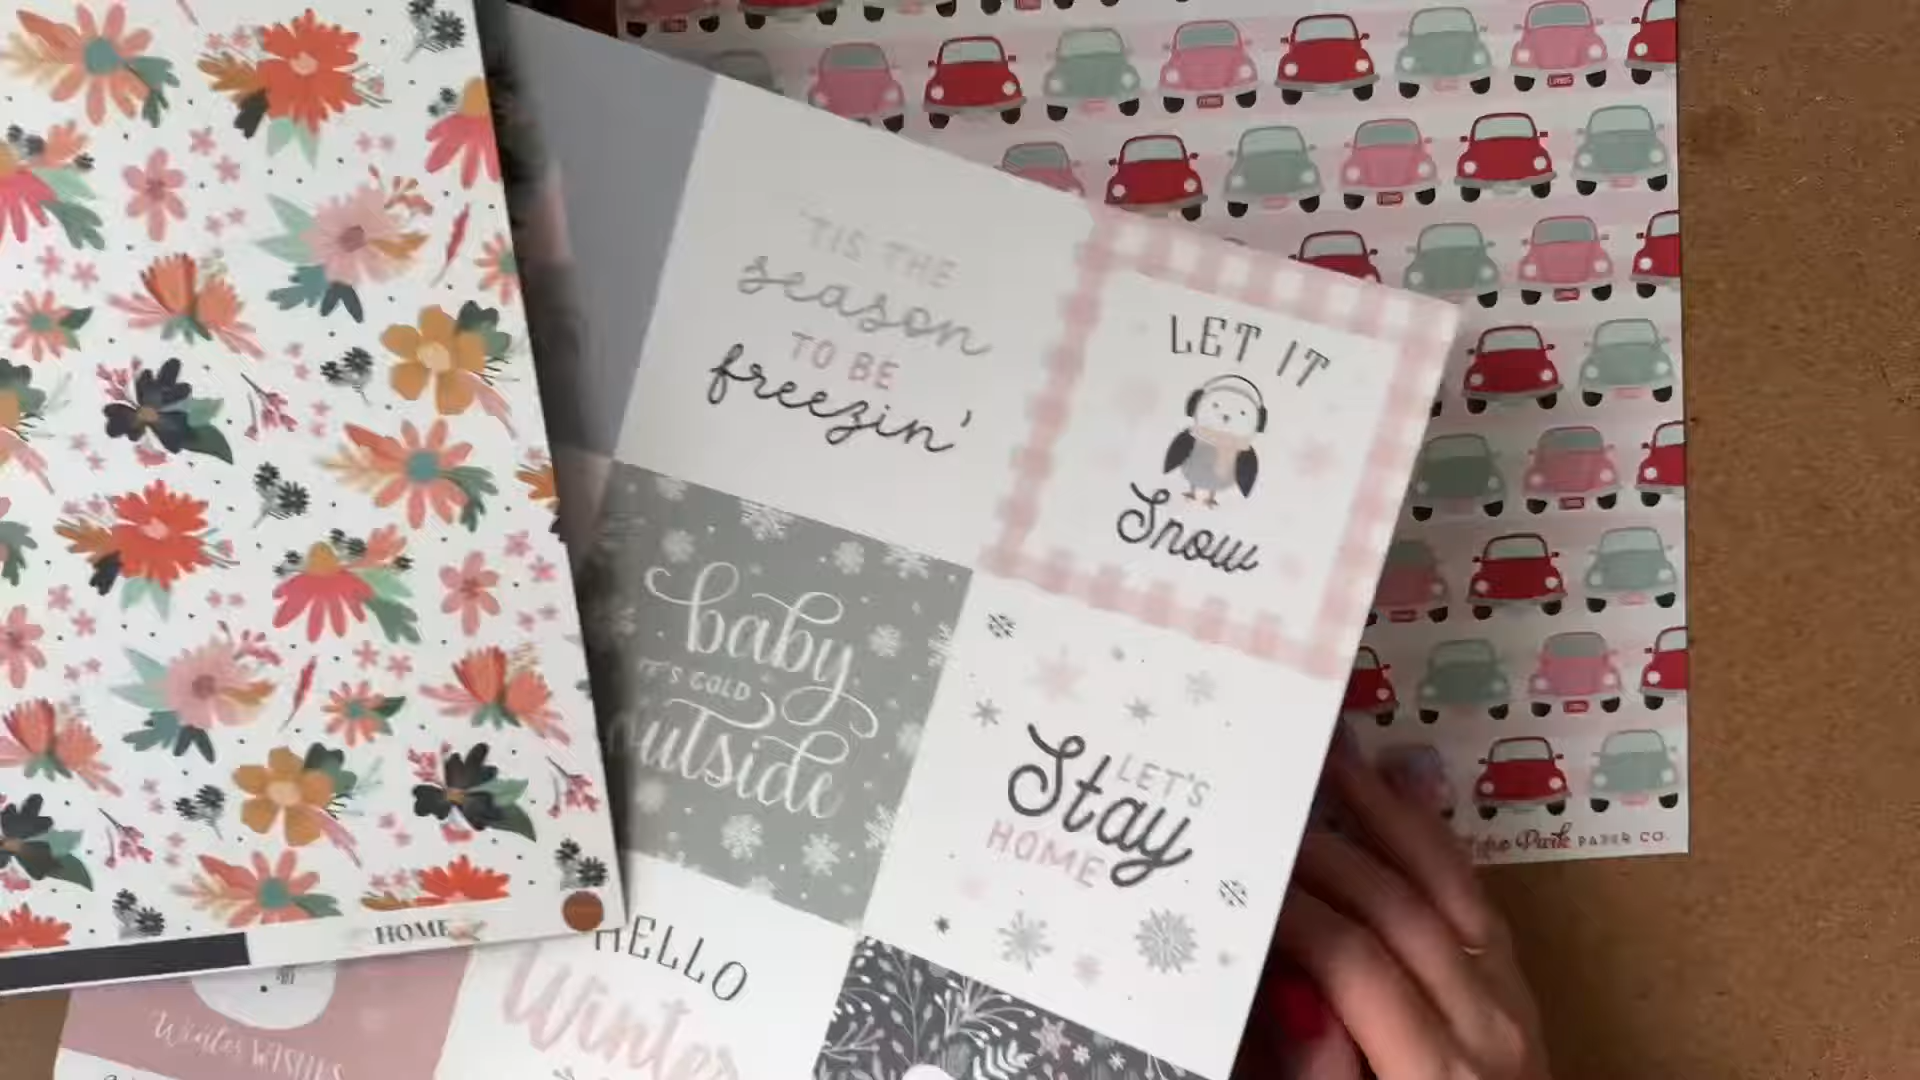 'TIS THE
season
TO BE
freezin'
LET IT
Snow
baby
IT'S COLD
outside
LET'S
Stay
HOME
HELLO
Winter
Winter WISHES
HOME
Park PAPER CO.